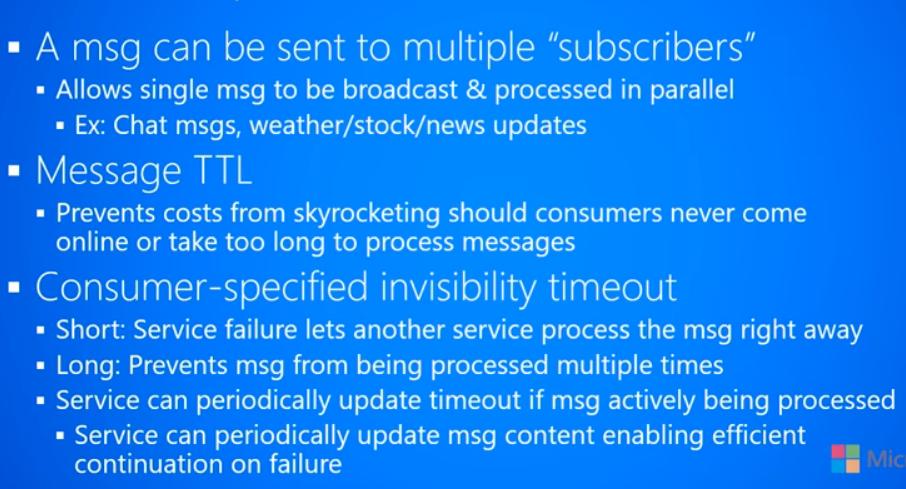 ▪ A msg can be sent to multiple “subscribers”
▪ Allows single msg to be broadcast & processed in parallel
▪ Ex: Chat msgs, weather/stock/news updates
▪ Message TTL
▪ Prevents costs from skyrocketing should consumers never come
online or take too long to process messages
▪ Consumer-specified invisibility timeout
▪ Short: Service failure lets another service process the msg right away
▪ Long: Prevents msg from being processed multiple times
▪ Service can periodically update timeout if msg actively being processed
▪ Service can periodically update msg content enabling efficient
continuation on failure
Mic